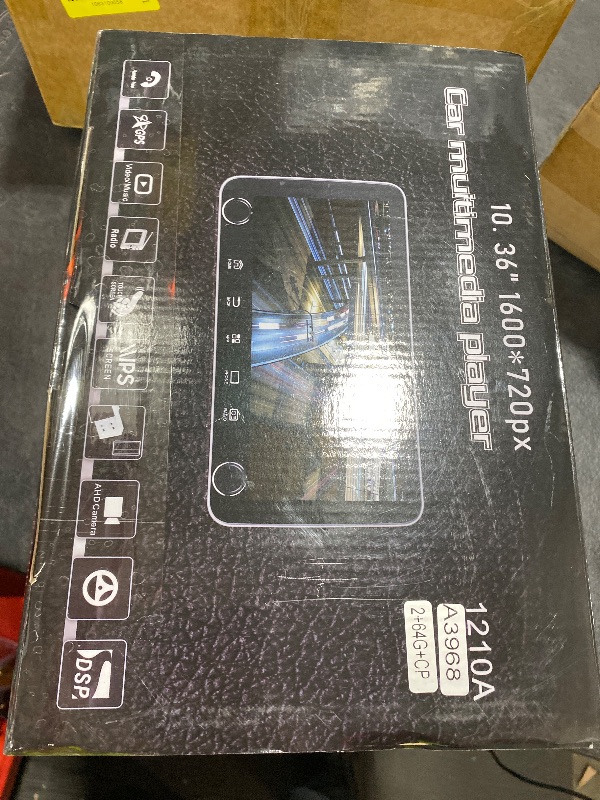 Car multimedia player
10. 36" 1600*720px
1210A
A3968
2+64G+CP
GPS
Video/Music
Radio
IPS
SCREEN
AHD Camera
DSP